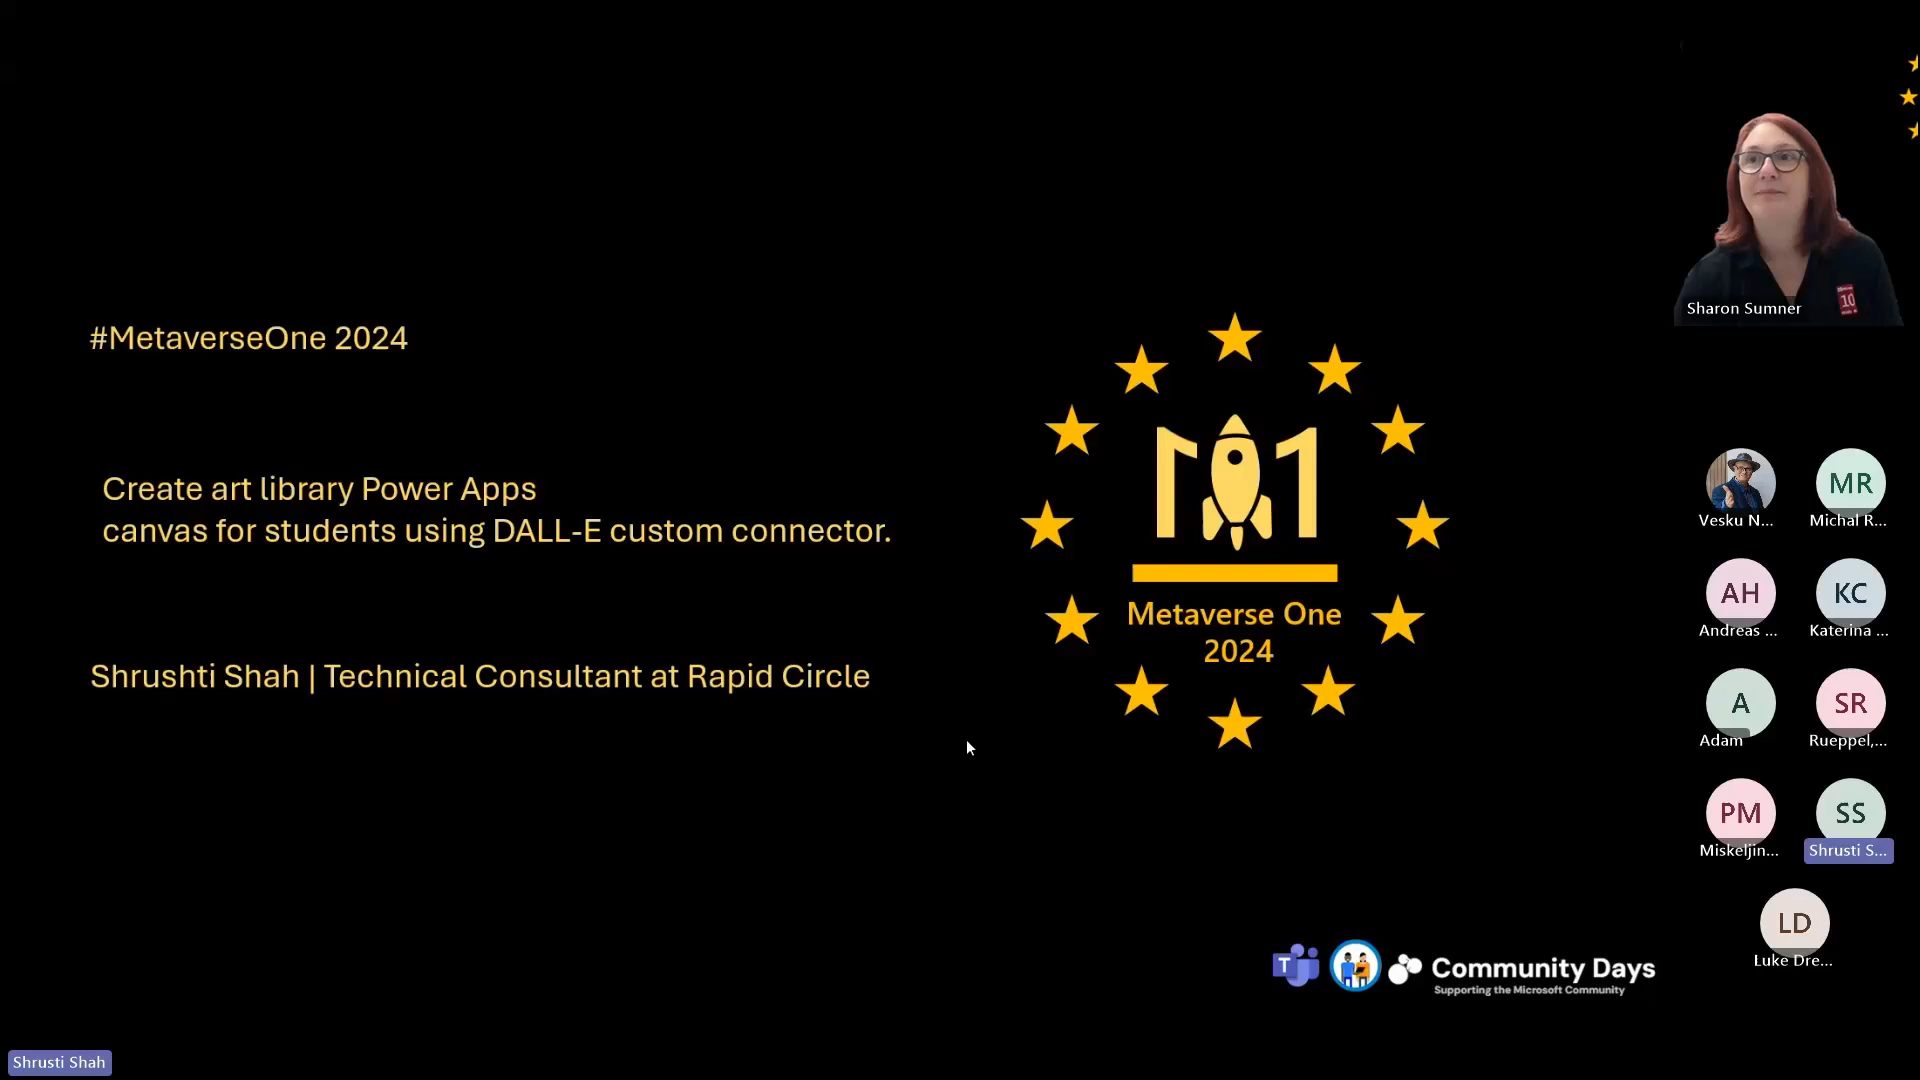 #MetaverseOne 2024
Create art library Power Apps
canvas for students using DALL-E custom connector.
Shrushti Shah | Technical Consultant at Rapid Circle
1
Metaverse One
2024
T
Community Days
Supporting the Microsoft Community
10
Sharon Sumner
Vesku N...
MR
Michal R...
AH
Andreas ...
KC
Katerina ...
A
Adam
SR
Rueppel,...
PM
Miskeljin...
SS
Shrusti S...
LD
Luke Dre...
Shrusti Shah